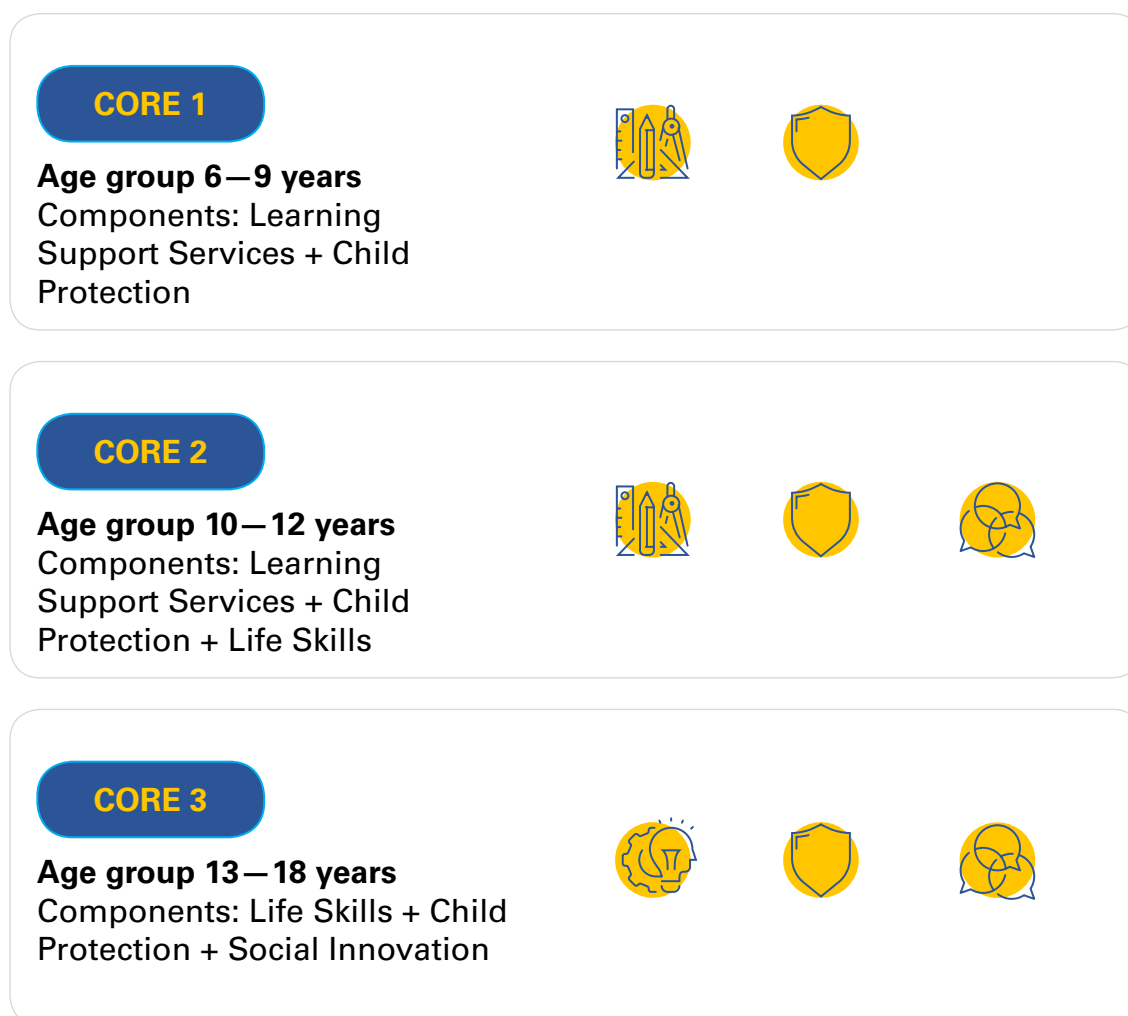 CORE 1
Age group 6—9 years
Components: Learning
Support Services + Child
Protection
CORE 2
Age group 10—12 years
Components: Learning
Support Services + Child
Protection + Life Skills
CORE 3
Age group 13—18 years
Components: Life Skills + Child
Protection + Social Innovation